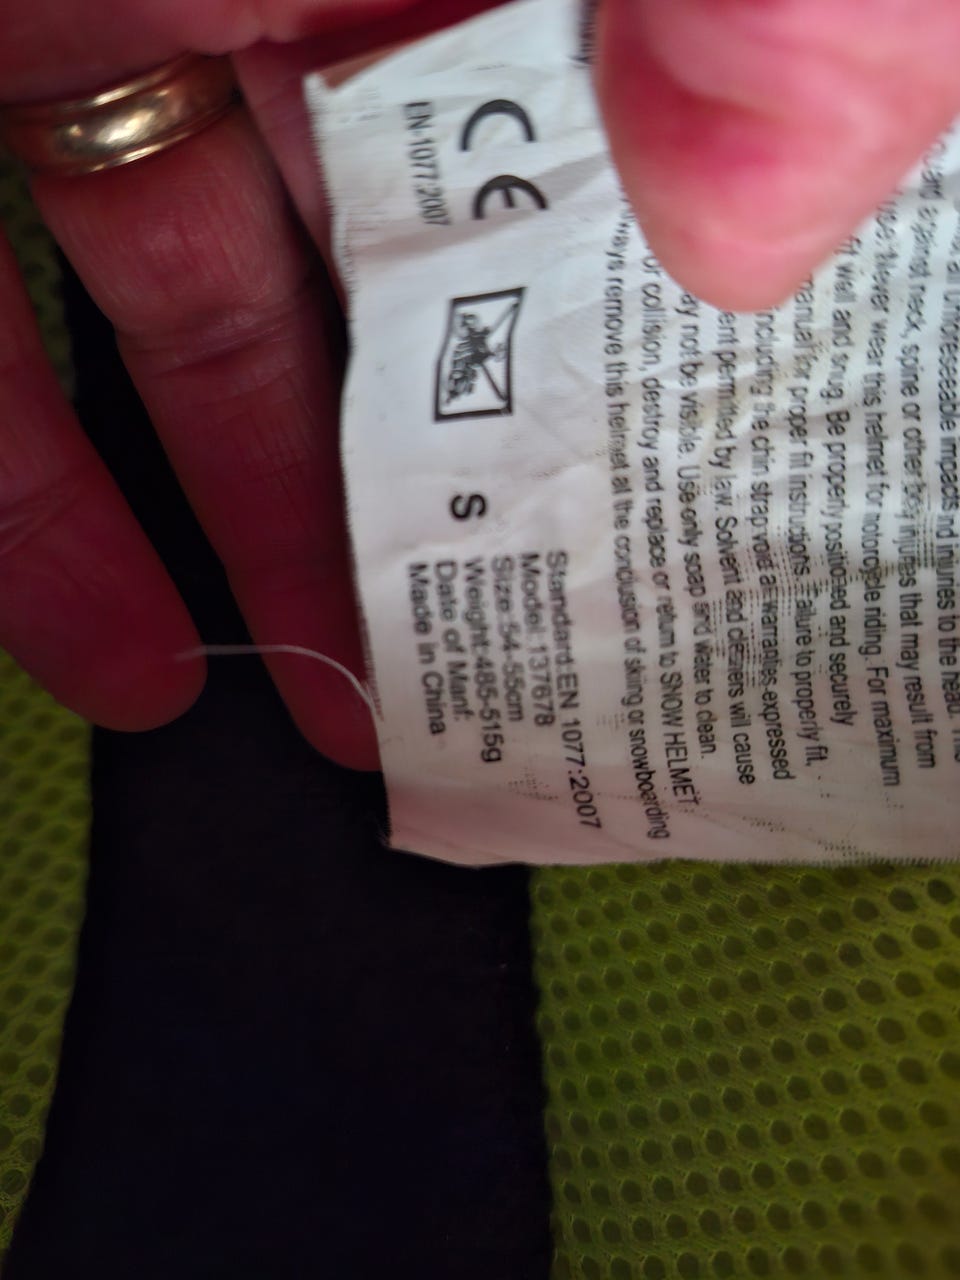 all unforeseeable impacts
nd injuries to the head.
against neck, spine or other
injuries that may result from
Never wear this helmet for motorcycle riding. For maximum
well and snug. Be properly positioned and securely
manual for proper fit instructions. Failure to properly fit,
including the chin strap void all warranties expressed
permitted by law. Solvent and cleaners will cause
may not be visible. Use only soap and water to clean.
or collision, destroy and replace or return to SNOW HELMET
Always remove this helmet at the conclusion of skiing or snowboarding
CE
EN-1077:2007
S
Standard:EN 1077:2007
Model: 137678
Size:54-55cm
Weight:485-515g
Date of Manf:
Made in China